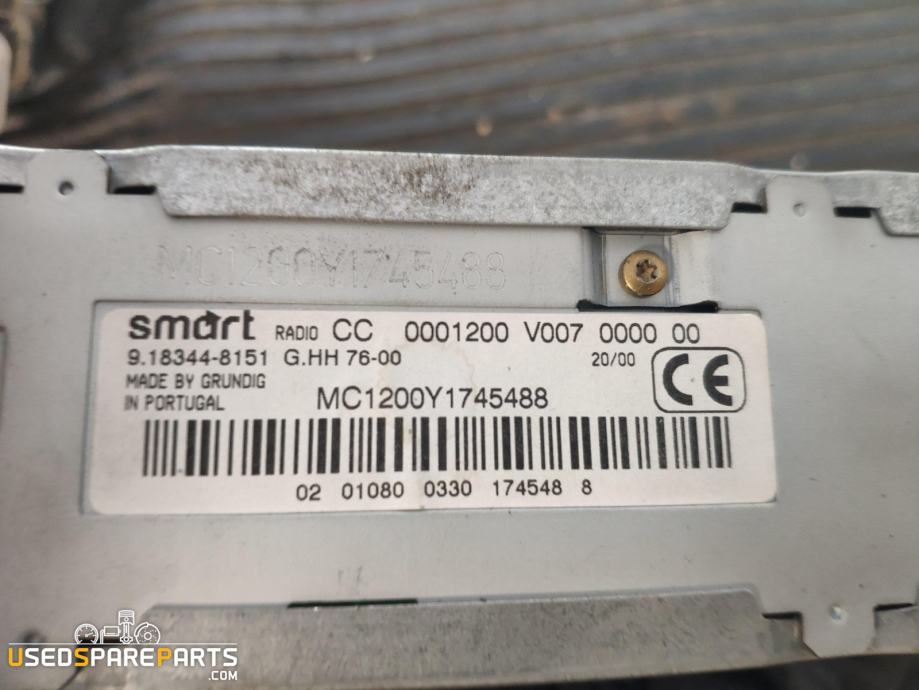 MC1200Y1745488
smart RADIO CC 0001200 V007 0000 00
9.18344-8151 G.HH 76-00 20/00
MADE BY GRUNDIG
IN PORTUGAL
CE
MC1200Y1745488
02 01080 0330 174548 8
USEDSPAREPARTS
.COM